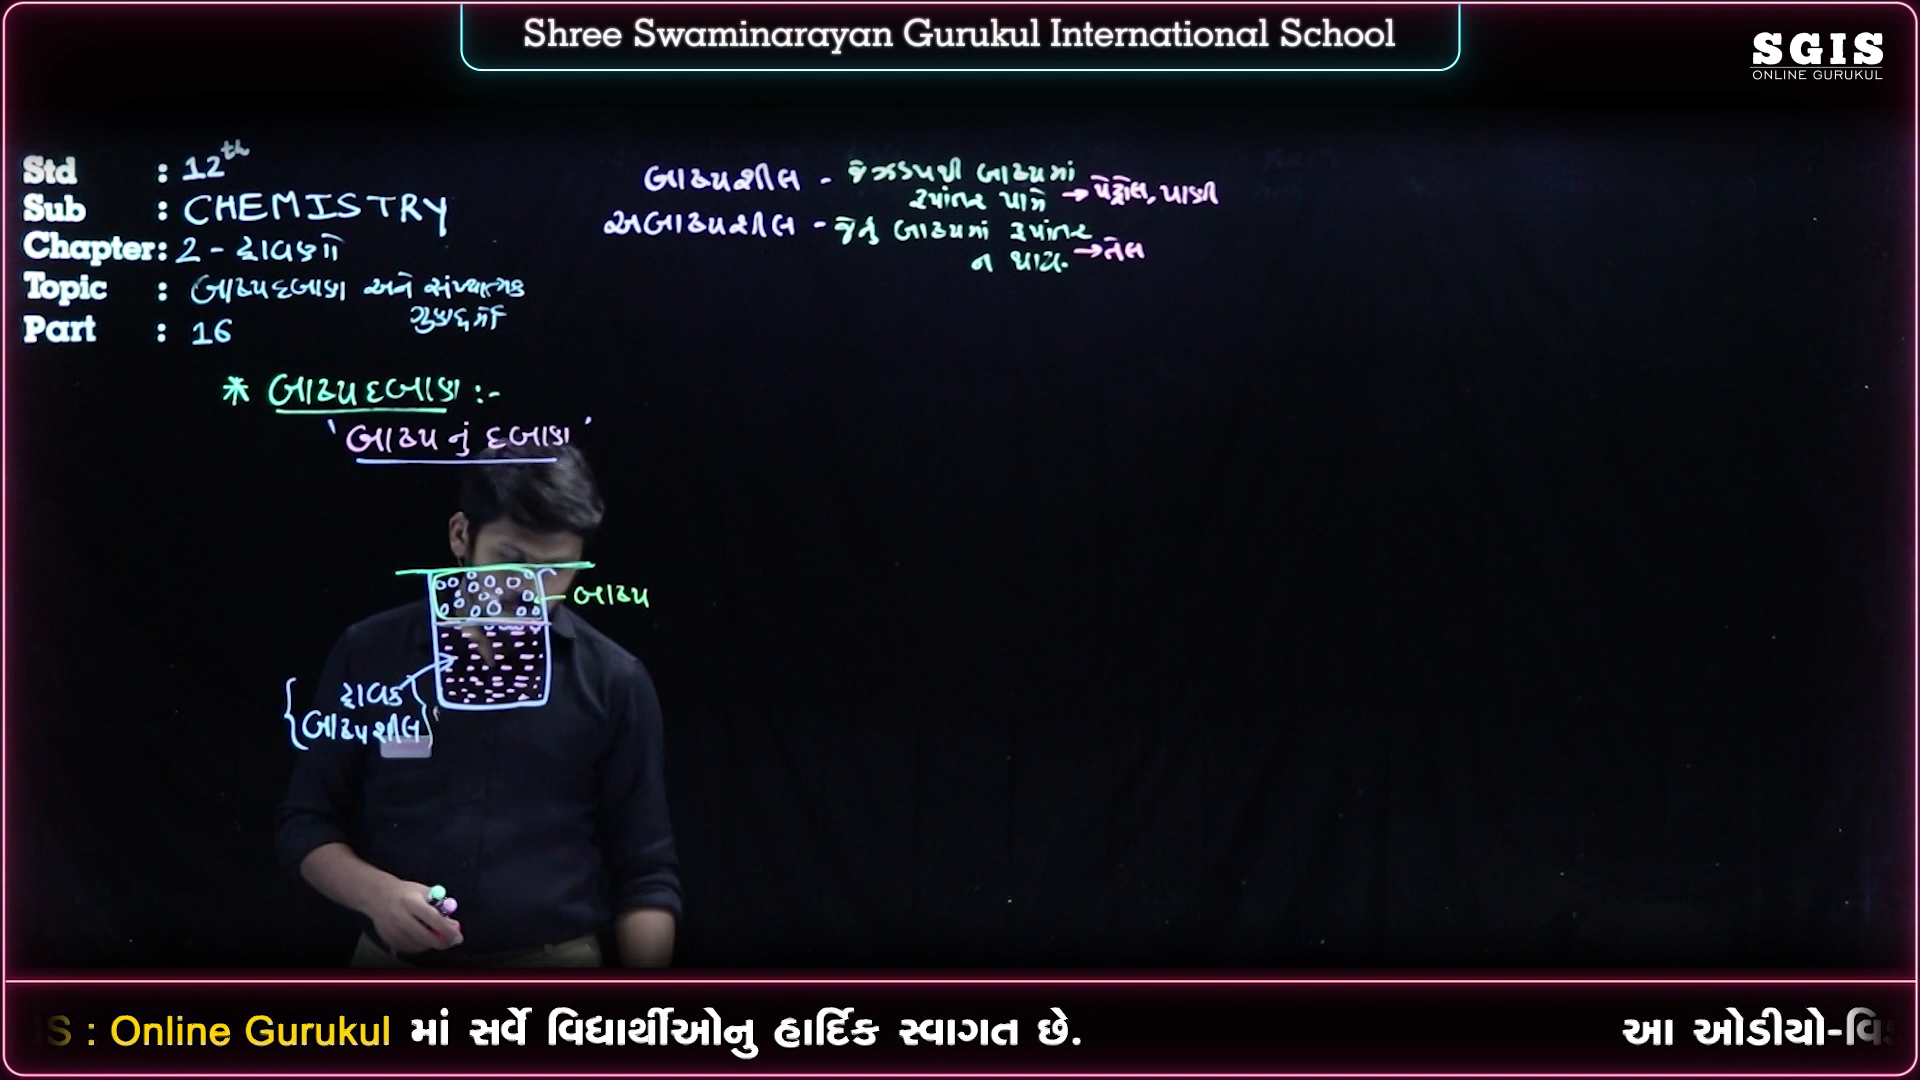 Shree Swaminarayan Gurukul International School
SGIS
ONLINE GURUKUL
Std : 12th
Sub : CHEMISTRY
Chapter: 2 - દ્રાવણો
Topic : બાષ્પદબાણ અને સંખ્યાત્મક
ગુણધર્મો
Part : 16
બાષ્પશીલ - જે ઝડપથી બાષ્પમાં
રૂપાંતર પામે → પેટ્રોલ, પાણી
અબાષ્પશીલ - જેનું બાષ્પમાં રૂપાંતર
ન થાય. → તેલ
* બાષ્પદબાણ :-
'બાષ્પ નું દબાણ'
બાષ્પ
દ્રાવક
બાષ્પશીલ
: Online Gurukul માં સર્વે વિદ્યાર્થીઓનુ હાર્દિક સ્વાગત છે.
આ ઓડીયો-વિ